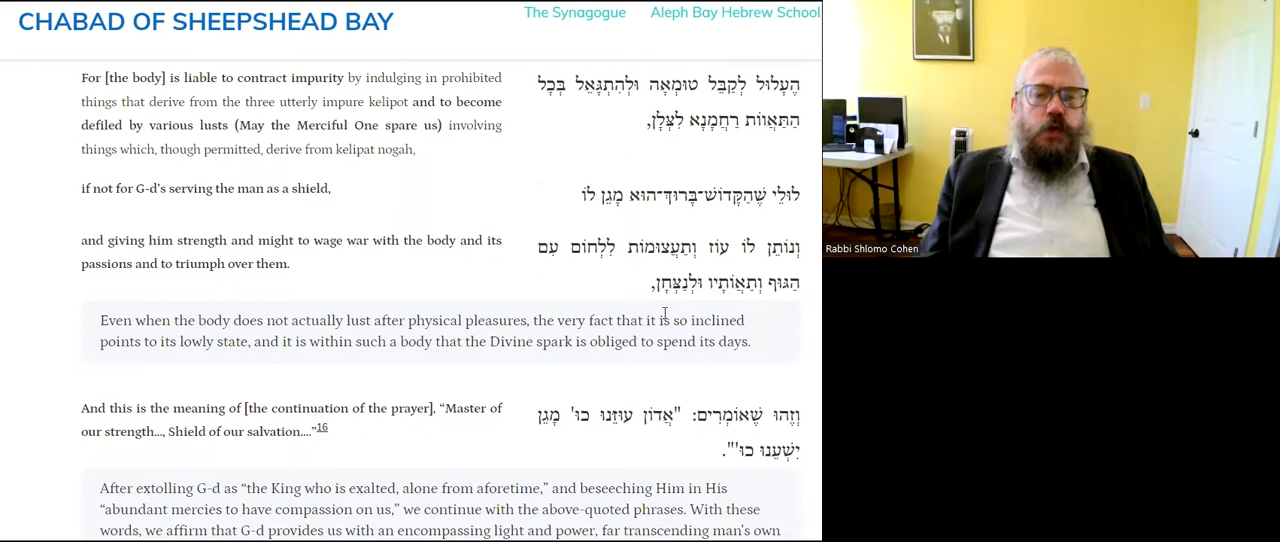 CHABAD OF SHEEPSHEAD BAY
The Synagogue
Aleph Bay Hebrew School
For [the body] is liable to contract impurity by indulging in prohibited
things that derive from the three utterly impure kelipot and to become
defiled by various lusts (May the Merciful One spare us) involving
things which, though permitted, derive from kelipat nogah,
הֶעָלוּל לְקַבֵּל טוּמְאָה וּלְהִתְגָּאֵל בְּכָל
הַתַּאֲווֹת רַחֲמָנָא לִצְּלָן,
if not for G-d’s serving the man as a shield,
לוּלֵי שֶׁהַקָּדוֹשׁ־בָּרוּךְ־הוּא מָגֵן לוֹ
and giving him strength and might to wage war with the body and its
passions and to triumph over them.
וְנוֹתֵן לוֹ עוֹז וְתַעֲצוּמוֹת לִלְחוֹם עִם
הַגּוּף וְתַאֲוֹתָיו וּלְנַצְּחָן,
Even when the body does not actually lust after physical pleasures, the very fact that it is so inclined
points to its lowly state, and it is within such a body that the Divine spark is obliged to spend its days.
And this is the meaning of [the continuation of the prayer], “Master of
our strength…, Shield of our salvation….”16
וְזֶהוּ שֶׁאוֹמְרִים: "אֲדוֹן עוּזֵּנוּ כוּ' מָגֵן
יִשְׁעֵנוּ כוּ'".
After extolling G-d as “the King who is exalted, alone from aforetime,” and beseeching Him in His
“abundant mercies to have compassion on us,” we continue with the above-quoted phrases. With these
words, we affirm that G-d provides us with an encompassing light and power, far transcending man’s own
Rabbi Shlomo Cohen